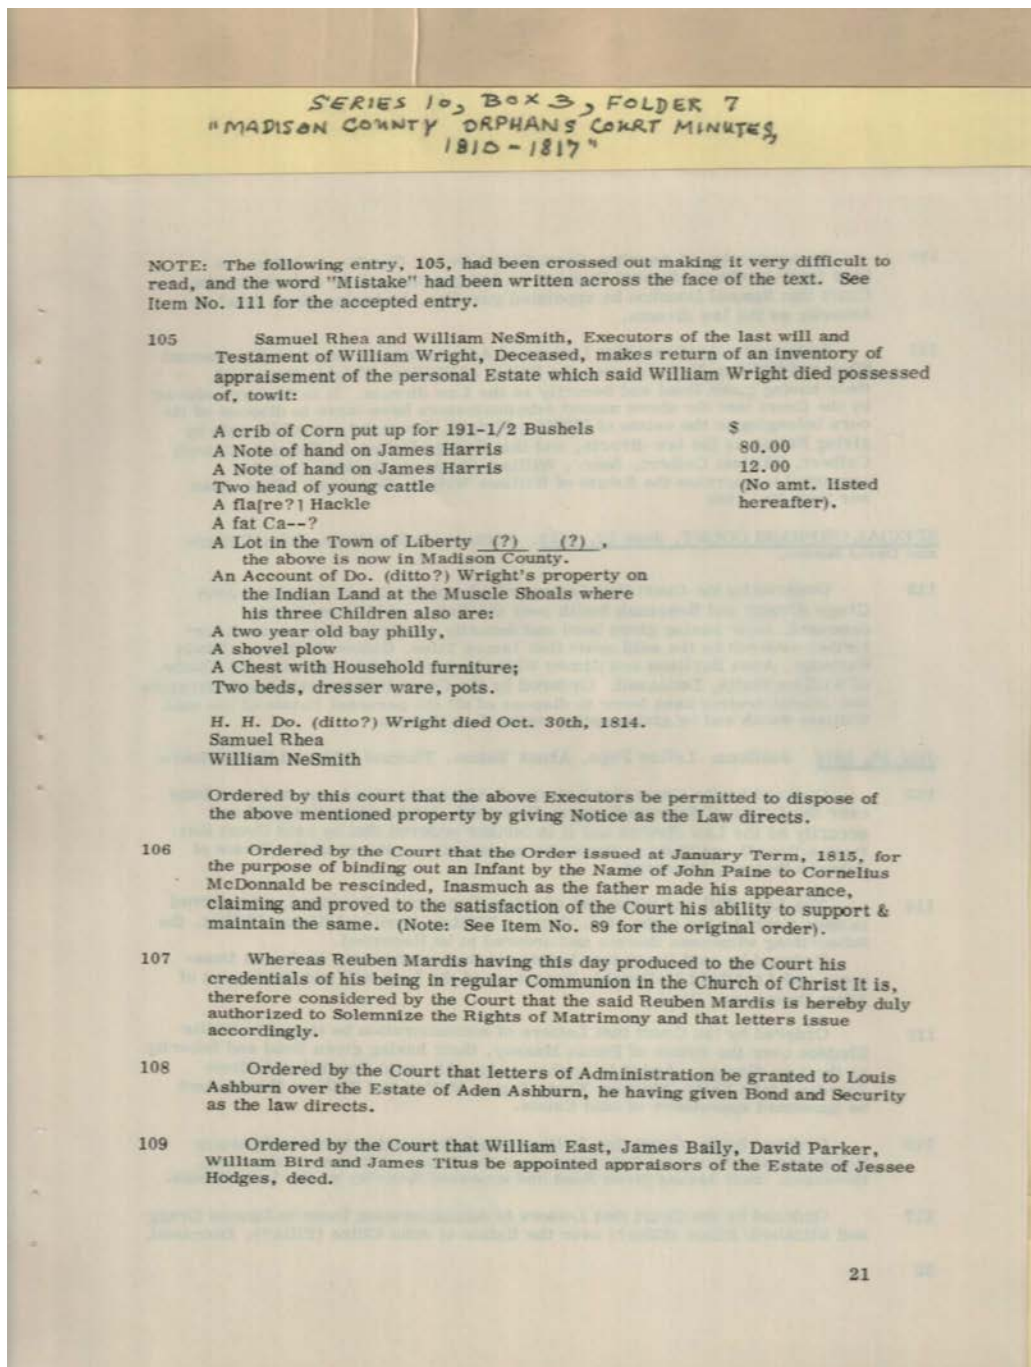 SERIES 10, BOX 3, FOLDER 7
"MADISON COUNTY ORPHANS COURT MINUTES,
1810-1817"
NOTE: The following entry, 105, had been crossed out making it very difficult to
read, and the word "Mistake" had been written across the face of the text. See
Item No. 111 for the accepted entry.
105 Samuel Rhea and William NeSmith, Executors of the last will and
Testament of William Wright, Deceased, makes return of an inventory of
appraisement of the personal Estate which said William Wright died possessed
of, towit:
A crib of Corn put up for 191-1/2 Bushels $
A Note of hand on James Harris 80.00
A Note of hand on James Harris 12.00
Two head of young cattle (No amt. listed
A fla[re?] Hackle hereafter).
A fat Ca--?
A Lot in the Town of Liberty (?) (?) ,
the above is now in Madison County.
An Account of Do. (ditto?) Wright's property on
the Indian Land at the Muscle Shoals where
his three Children also are:
A two year old bay philly,
A shovel plow
A Chest with Household furniture;
Two beds, dresser ware, pots.
H. H. Do. (ditto?) Wright died Oct. 30th, 1814.
Samuel Rhea
William NeSmith
Ordered by this court that the above Executors be permitted to dispose of
the above mentioned property by giving Notice as the Law directs.
106 Ordered by the Court that the Order issued at January Term, 1815, for
the purpose of binding out an Infant by the Name of John Paine to Cornelius
McDonnald be rescinded, Inasmuch as the father made his appearance,
claiming and proved to the satisfaction of the Court his ability to support &
maintain the same. (Note: See Item No. 89 for the original order).
107 Whereas Reuben Mardis having this day produced to the Court his
credentials of his being in regular Communion in the Church of Christ It is,
therefore considered by the Court that the said Reuben Mardis is hereby duly
authorized to Solemnize the Rights of Matrimony and that letters issue
accordingly.
108 Ordered by the Court that letters of Administration be granted to Louis
Ashburn over the Estate of Aden Ashburn, he having given Bond and Security
as the law directs.
109 Ordered by the Court that William East, James Baily, David Parker,
William Bird and James Titus be appointed appraisors of the Estate of Jessee
Hodges, decd.
21